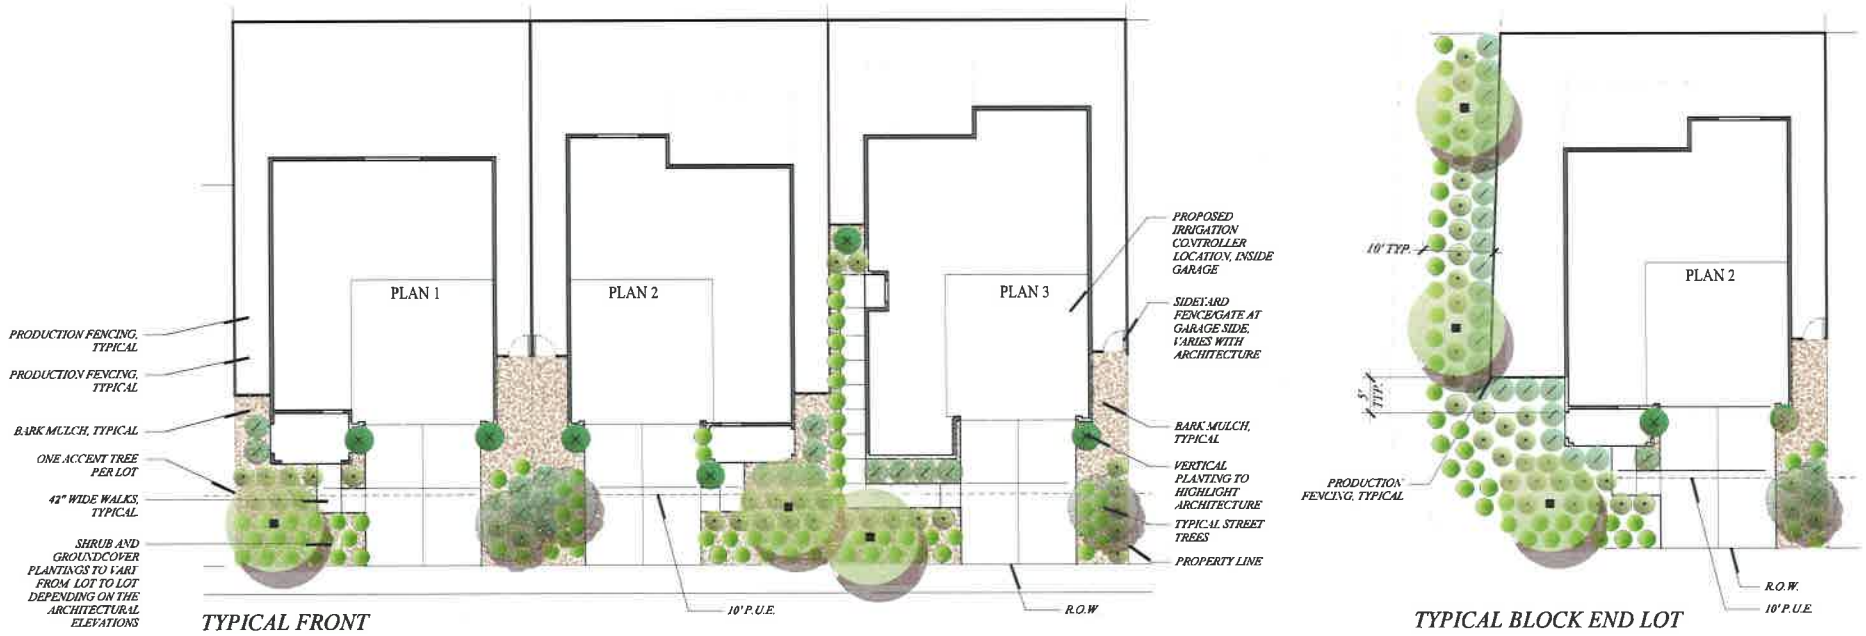 PLAN 1
PLAN 2
PLAN 3
PRODUCTION FENCING,
TYPICAL
PRODUCTION FENCING,
TYPICAL
BARK MULCH, TYPICAL
ONE ACCENT TREE
PER LOT
42" WIDE WALKS,
TYPICAL
SHRUB AND
GROUNDCOVER
PLANTINGS TO VARY
FROM LOT TO LOT
DEPENDING ON THE
ARCHITECTURAL
ELEVATIONS
TYPICAL FRONT
10' P.U.E.
R.O.W
PROPOSED
IRRIGATION
CONTROLLER
LOCATION, INSIDE
GARAGE
SIDEYARD
FENCE/GATE AT
GARAGE SIDE,
VARIES WITH
ARCHITECTURE
BARK MULCH,
TYPICAL
VERTICAL
PLANTING TO
HIGHLIGHT
ARCHITECTURE
TYPICAL STREET
TREES
PROPERTY LINE
10' TYP.
PLAN 2
5'
TYP.
PRODUCTION
FENCING, TYPICAL
R.O.W.
10' P.U.E.
TYPICAL BLOCK END LOT